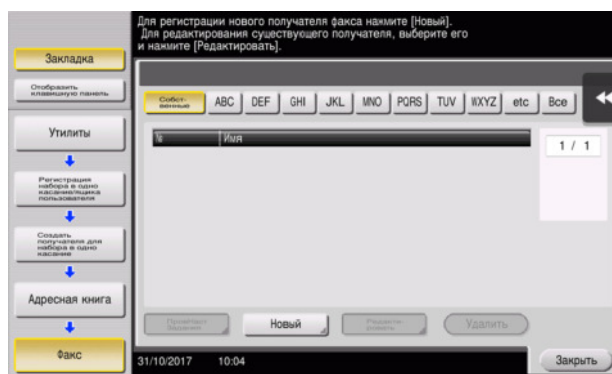 Для регистрации нового получателя факса нажмите [Новый].
Для редактирования существующего получателя, выберите его
и нажмите [Редактировать].
Закладка
Отобразить
клавишную панель
Утилиты
Регистрация
набора в одно
касание/ящика
пользователя
Создать
получателя для
набора в одно
касание
Адресная книга
Факс
Собст-
венные
ABC
DEF
GHI
JKL
MNO
PQRS
TUV
WXYZ
etc
Все
№
Имя
1 / 1
Новый
Редакти-
ровать
Удалить
31/10/2017
10:04
Закрыть